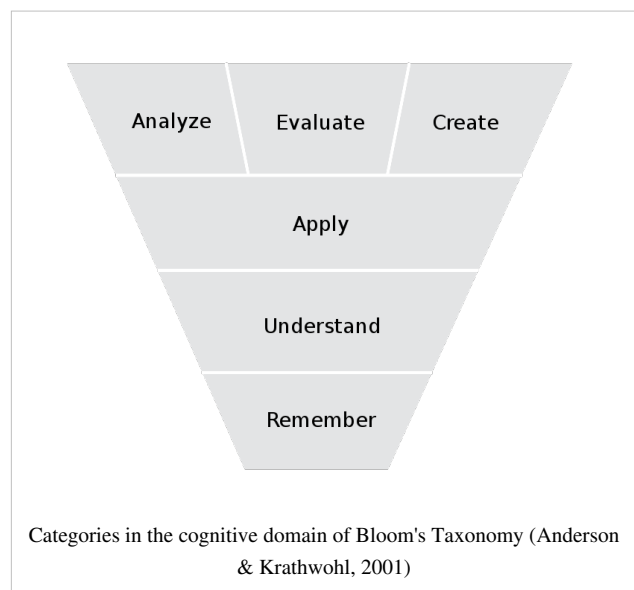 Analyze Evaluate Create
Apply
Understand
Remember
Categories in the cognitive domain of Bloom's Taxonomy (Anderson
& Krathwohl, 2001)